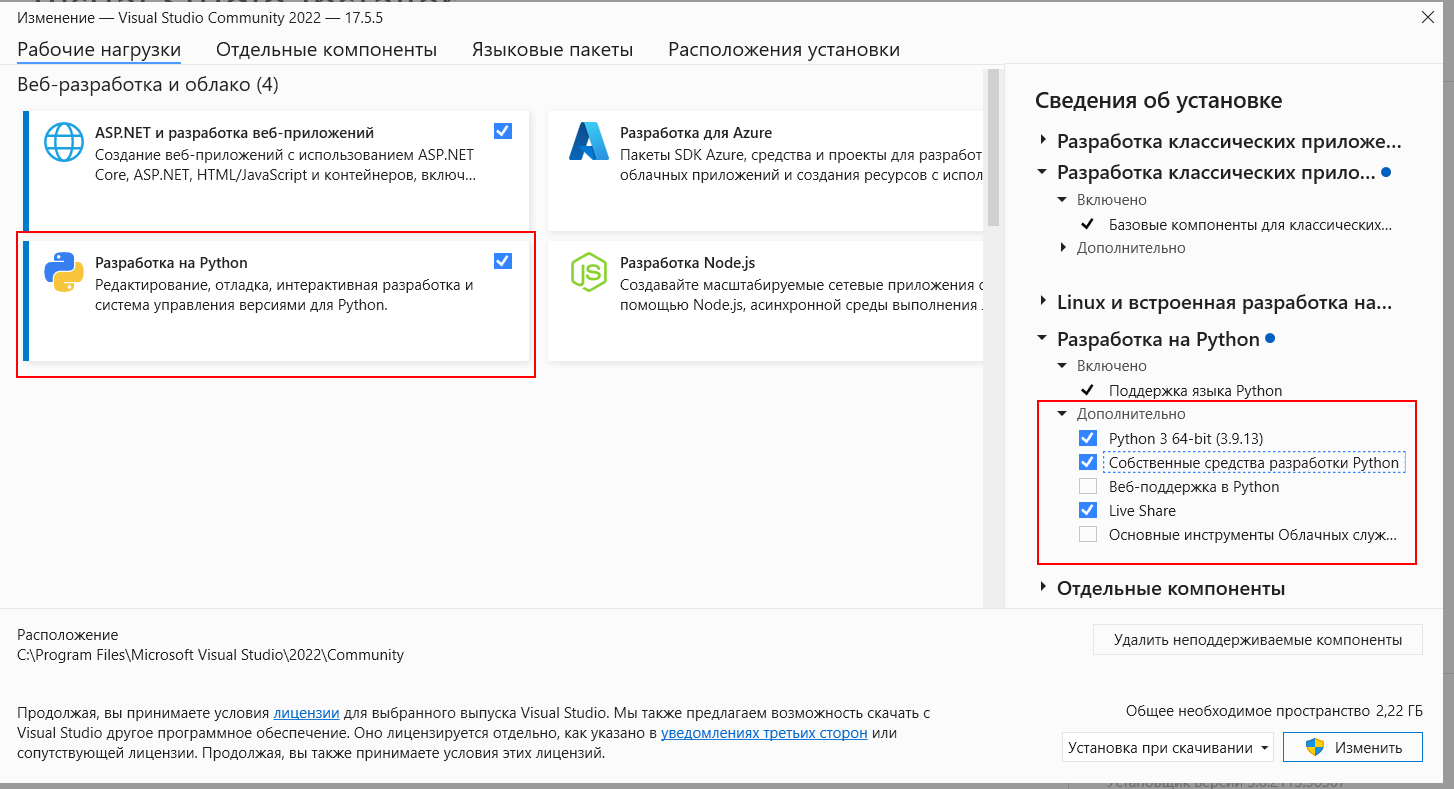 Изменение — Visual Studio Community 2022 — 17.5.5
Рабочие нагрузки Отдельные компоненты Языковые пакеты Расположения установки
Веб-разработка и облако (4)
ASP.NET и разработка веб-приложений
Создание веб-приложений с использованием ASP.NET
Core, ASP.NET, HTML/JavaScript и контейнеров, включ...
Разработка для Azure
Пакеты SDK Azure, средства и проекты для разработ
облачных приложений и создания ресурсов с испол
Разработка на Python
Редактирование, отладка, интерактивная разработка и
система управления версиями для Python.
Разработка Node.js
JS
Создавайте масштабируемые сетевые приложения с
помощью Node.js, асинхронной среды выполнения
Сведения об установке
Разработка классических приложе...
Разработка классических прило...
Включено
Базовые компоненты для классических...
Дополнительно
Linux и встроенная разработка на...
Разработка на Python
Включено
Поддержка языка Python
Дополнительно
Python 3 64-bit (3.9.13)
Собственные средства разработки Python
Веб-поддержка в Python
Live Share
Основные инструменты Облачных служ...
Отдельные компоненты
Расположение
C:\Program Files\Microsoft Visual Studio\2022\Community
Удалить неподдерживаемые компоненты
Продолжая, вы принимаете условия лицензии для выбранного выпуска Visual Studio. Мы также предлагаем возможность скачать с
Visual Studio другое программное обеспечение. Оно лицензируется отдельно, как указано в уведомлениях третьих сторон или
сопутствующей лицензии. Продолжая, вы также принимаете условия этих лицензий.
Общее необходимое пространство 2,22 ГБ
Установка при скачивании
Изменить